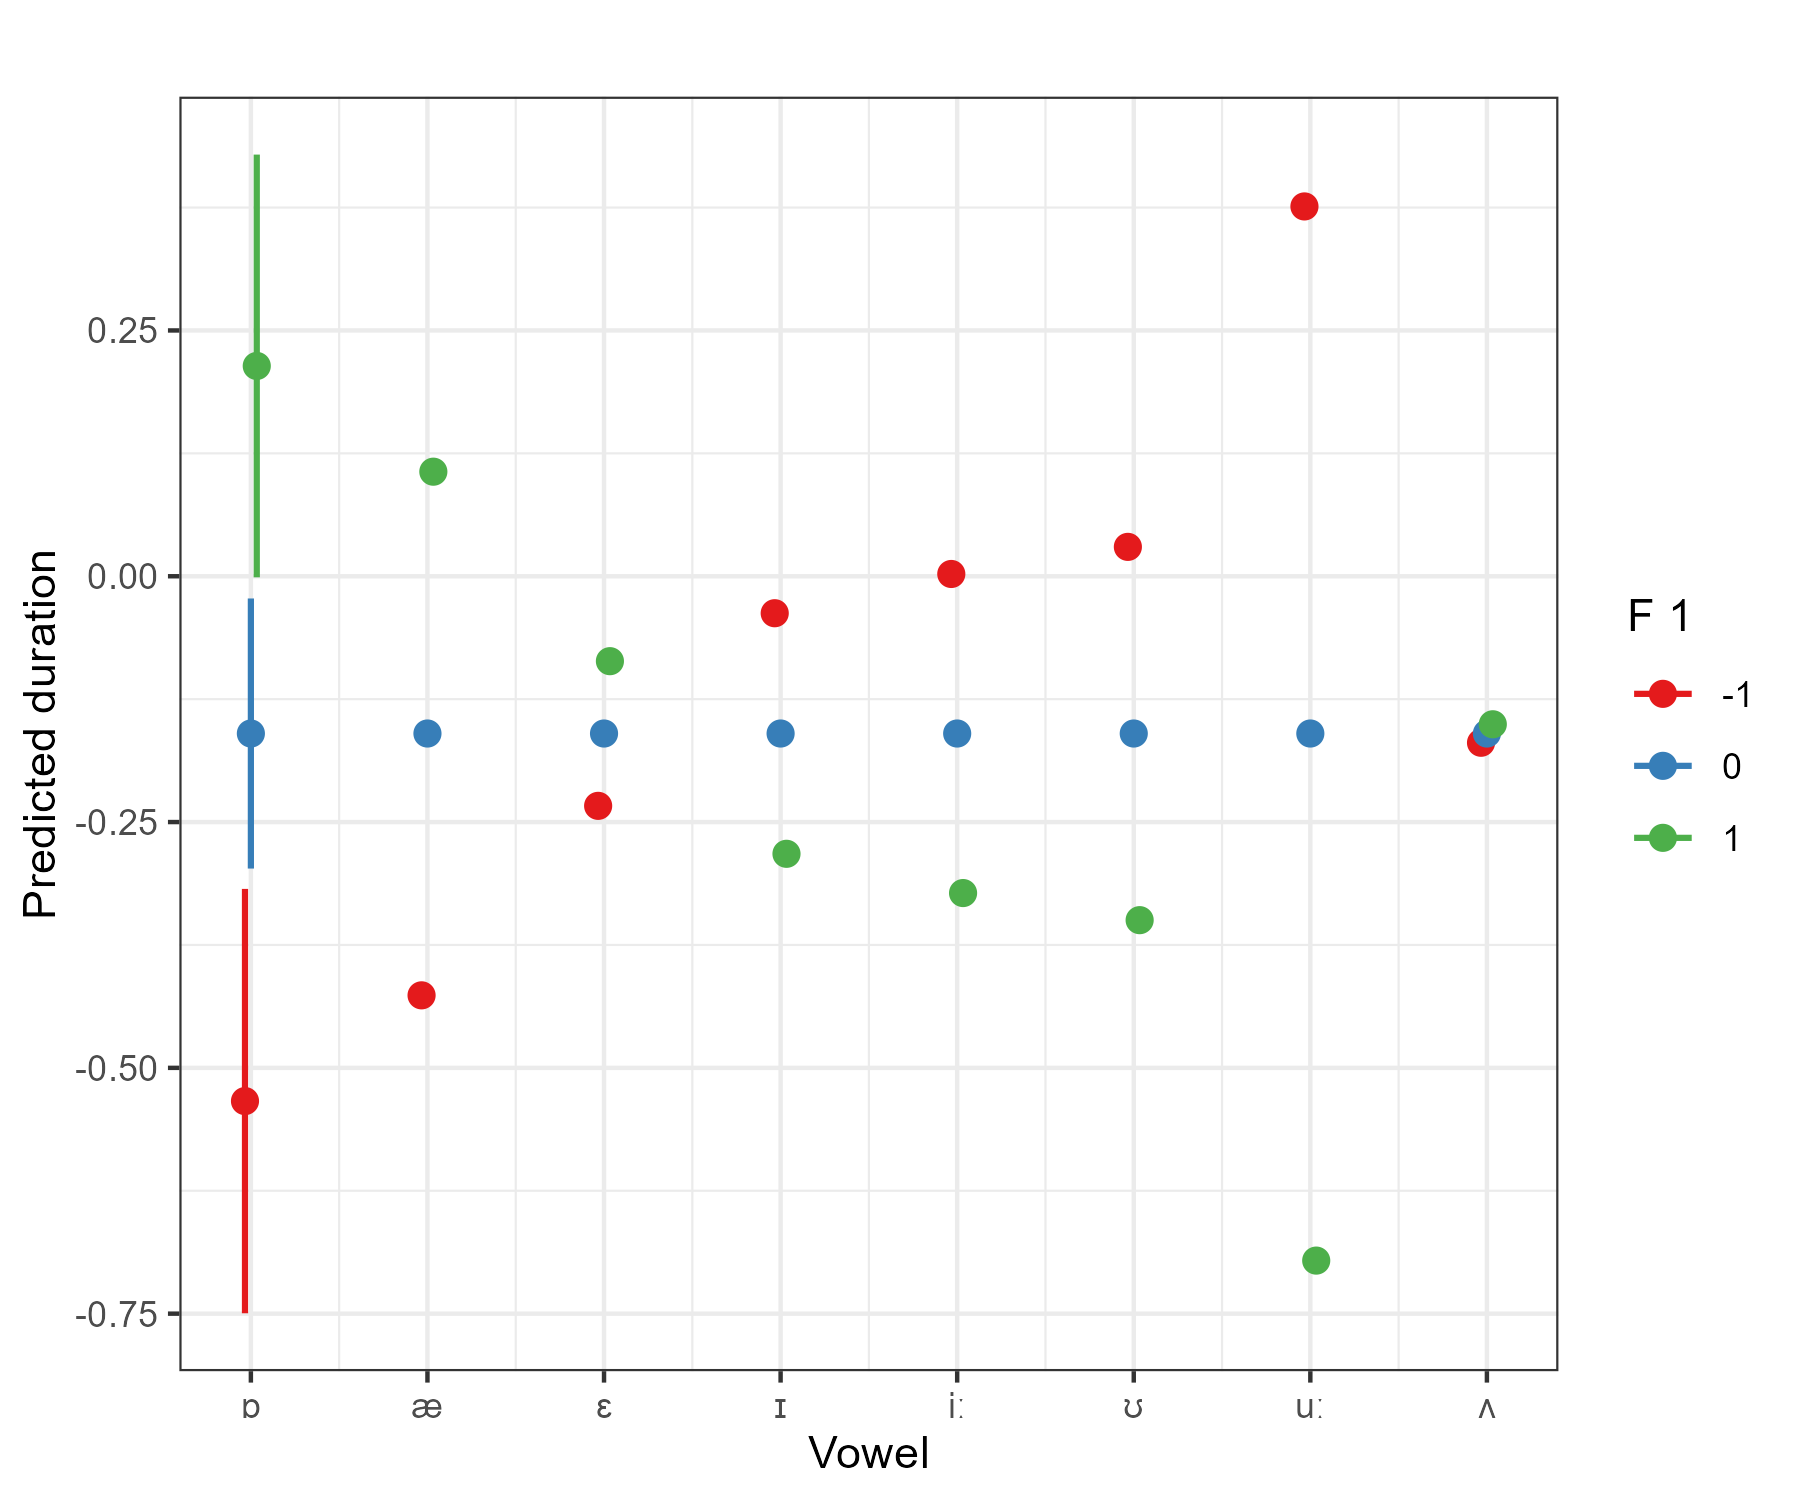 0.25
0.00
-0.25
-0.50
-0.75
Predicted duration
ɒ æ ɛ ɪ iː ʊ uː ʌ
Vowel
F 1
-1
0
1